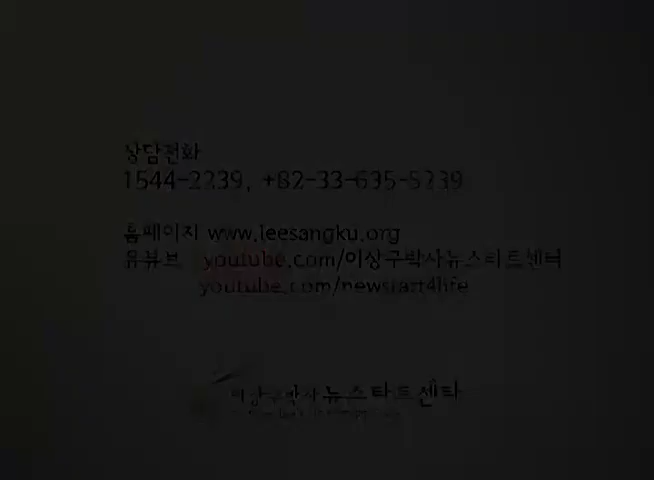 상담전화
1544-2239, +82-33-635-5239
홈페이지 www.leesangku.org
유튜브 youtube.com/이상구박사뉴스타트센터
youtube.com/newstart4life
이상구박사 뉴스타트센터